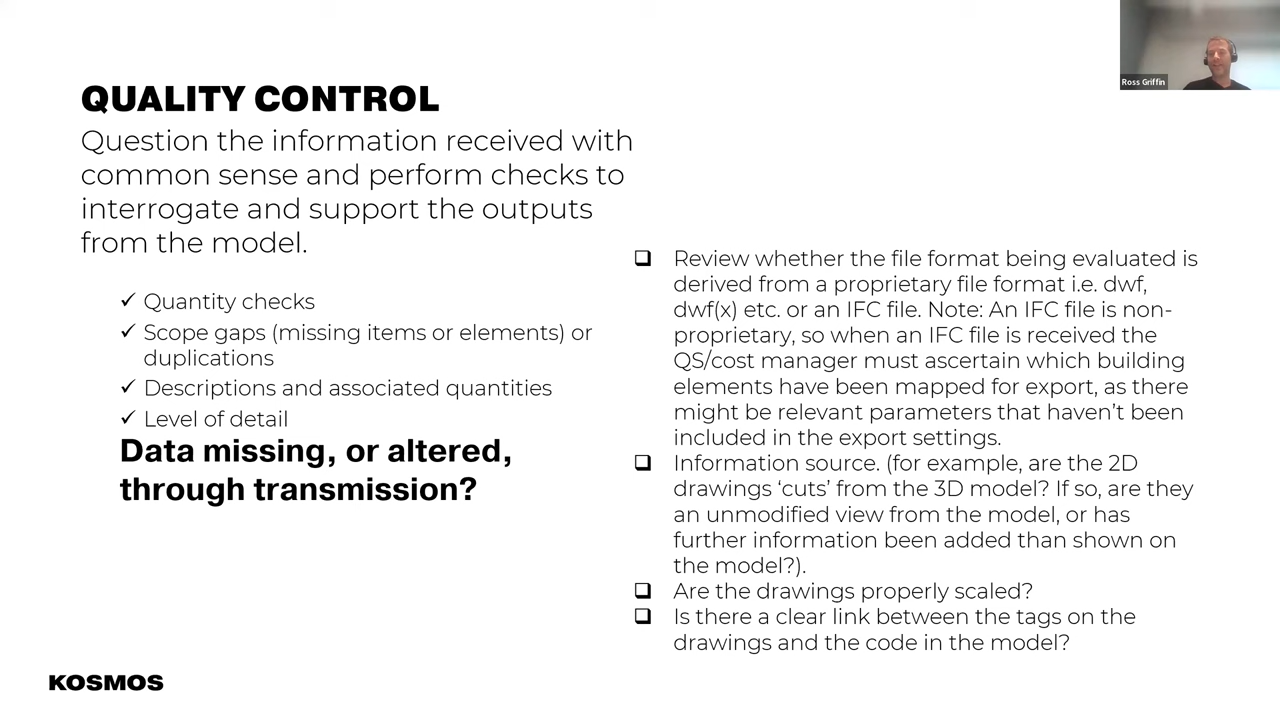 QUALITY CONTROL
Question the information received with
common sense and perform checks to
interrogate and support the outputs
from the model.
✓ Quantity checks
✓ Scope gaps (missing items or elements) or
duplications
✓ Descriptions and associated quantities
✓ Level of detail
Data missing, or altered,
through transmission?
❑ Review whether the file format being evaluated is
derived from a proprietary file format i.e. dwf,
dwf(x) etc. or an IFC file. Note: An IFC file is non-
proprietary, so when an IFC file is received the
QS/cost manager must ascertain which building
elements have been mapped for export, as there
might be relevant parameters that haven’t been
included in the export settings.
❑ Information source. (for example, are the 2D
drawings ‘cuts’ from the 3D model? If so, are they
an unmodified view from the model, or has
further information been added than shown on
the model?).
❑ Are the drawings properly scaled?
❑ Is there a clear link between the tags on the
drawings and the code in the model?
KOSMOS
Ross Griffin